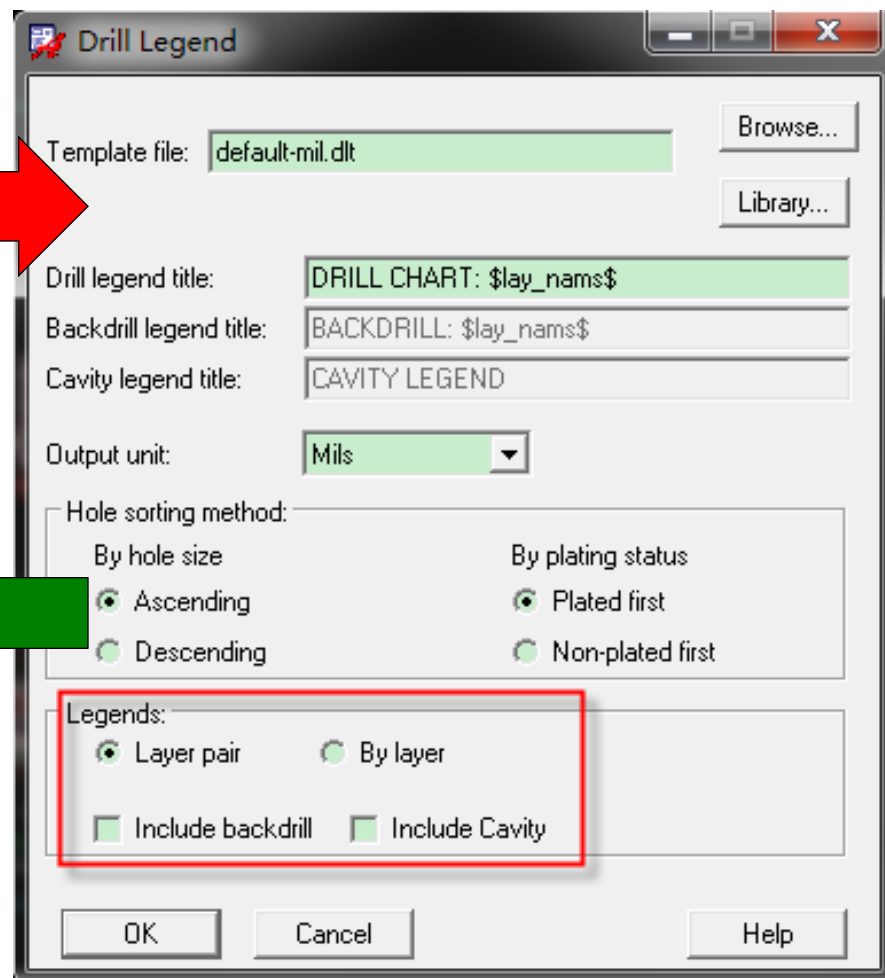 Drill Legend
Browse...
Template file: default-mil.dlt
Library...
Drill legend title: DRILL CHART: $lay_nams$
Backdrill legend title: BACKDRILL: $lay_nams$
Cavity legend title: CAVITY LEGEND
Output unit: Mils
Hole sorting method:
By hole size By plating status
Ascending Plated first
Descending Non-plated first
Legends:
Layer pair By layer
Include backdrill Include Cavity
OK Cancel Help